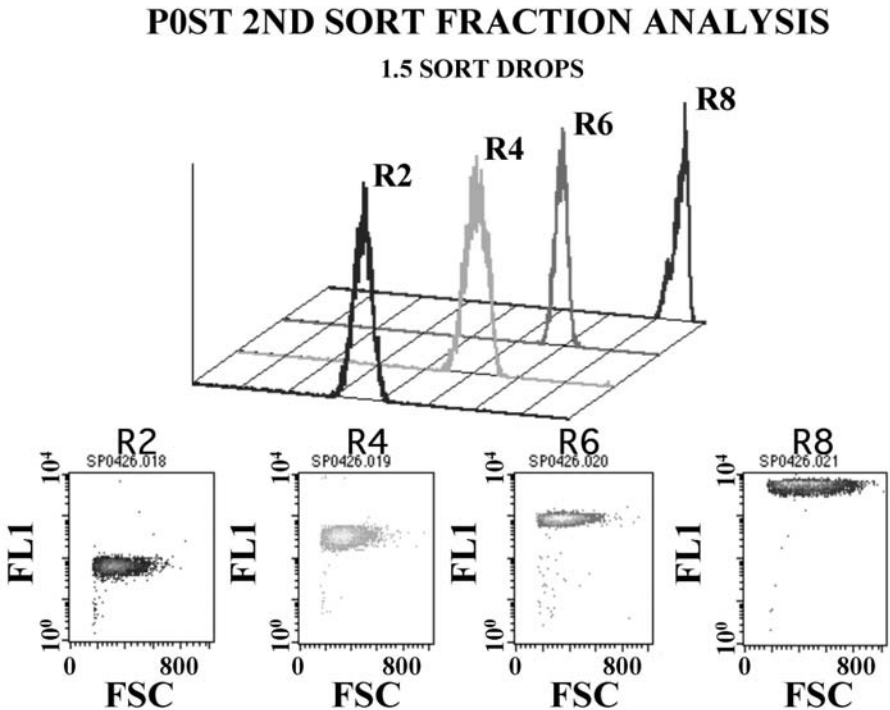 P0ST 2ND SORT FRACTION ANALYSIS
1.5 SORT DROPS
R2
R4
R6
R8
R2
SP0426.018
10⁴
FL1
10⁰
0 800
FSC
R4
SP0426.019
10⁴
FL1
10⁰
0 800
FSC
R6
SP0426.020
10⁴
FL1
10⁰
0 800
FSC
R8
SP0426.021
10⁴
FL1
10⁰
0 800
FSC